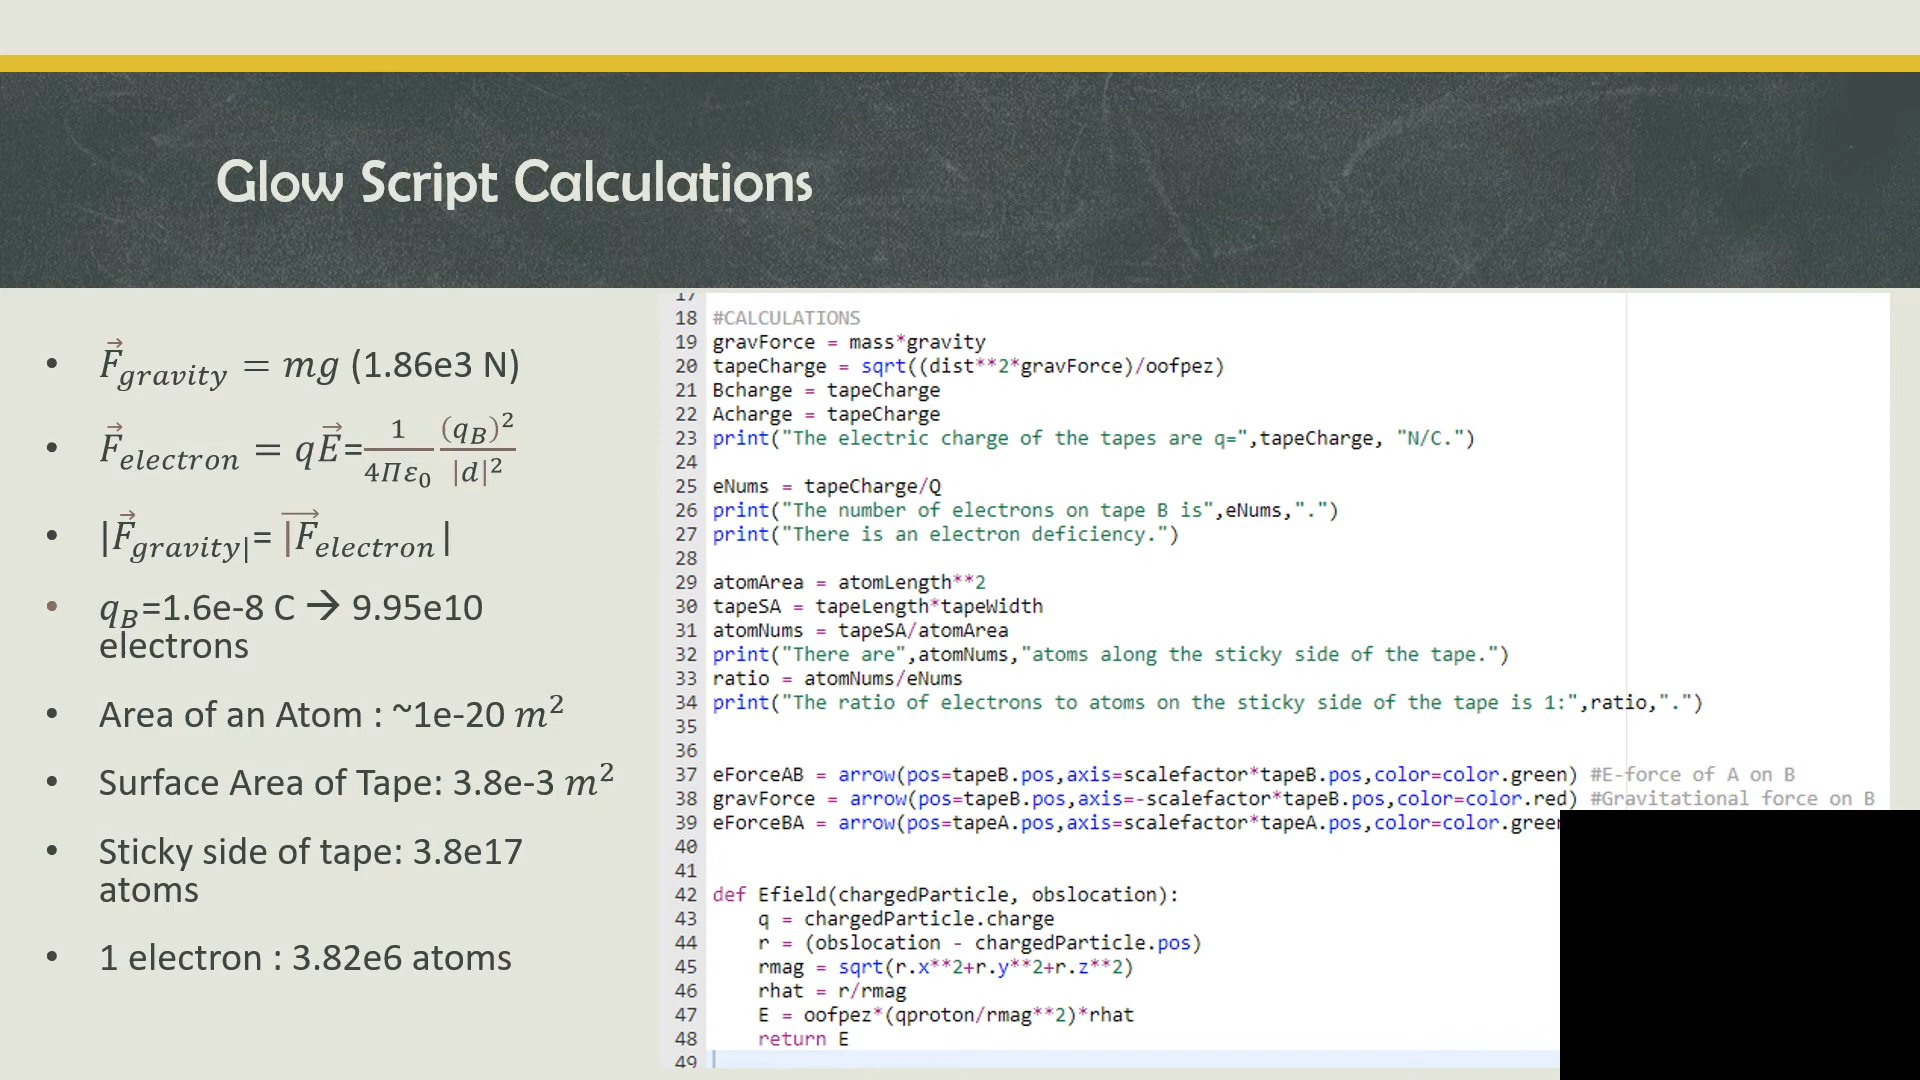 Glow Script Calculations
• F⃗gravity = mg (1.86e3 N)
• F⃗electron = qE⃗=1/4Πε₀ (qB)²/|d|²
• |F⃗gravity|= |F⃗electron|
• qB=1.6e-8 C → 9.95e10
electrons
• Area of an Atom : ~1e-20 m²
• Surface Area of Tape: 3.8e-3 m²
• Sticky side of tape: 3.8e17
atoms
• 1 electron : 3.82e6 atoms
17
18 #CALCULATIONS
19 gravForce = mass*gravity
20 tapeCharge = sqrt((dist**2*gravForce)/oofpez)
21 Bcharge = tapeCharge
22 Acharge = tapeCharge
23 print("The electric charge of the tapes are q=",tapeCharge, "N/C.")
24
25 eNums = tapeCharge/Q
26 print("The number of electrons on tape B is",eNums,".")
27 print("There is an electron deficiency.")
28
29 atomArea = atomLength**2
30 tapeSA = tapeLength*tapeWidth
31 atomNums = tapeSA/atomArea
32 print("There are",atomNums,"atoms along the sticky side of the tape.")
33 ratio = atomNums/eNums
34 print("The ratio of electrons to atoms on the sticky side of the tape is 1:",ratio,".")
35
36
37 eForceAB = arrow(pos=tapeB.pos,axis=scalefactor*tapeB.pos,color=color.green) #E-force of A on B
38 gravForce = arrow(pos=tapeB.pos,axis=-scalefactor*tapeB.pos,color=color.red) #Gravitational force on B
39 eForceBA = arrow(pos=tapeA.pos,axis=scalefactor*tapeA.pos,color=color.green
40
41
42 def Efield(chargedParticle, obslocation):
43 q = chargedParticle.charge
44 r = (obslocation - chargedParticle.pos)
45 rmag = sqrt(r.x**2+r.y**2+r.z**2)
46 rhat = r/rmag
47 E = oofpez*(qproton/rmag**2)*rhat
48 return E
49